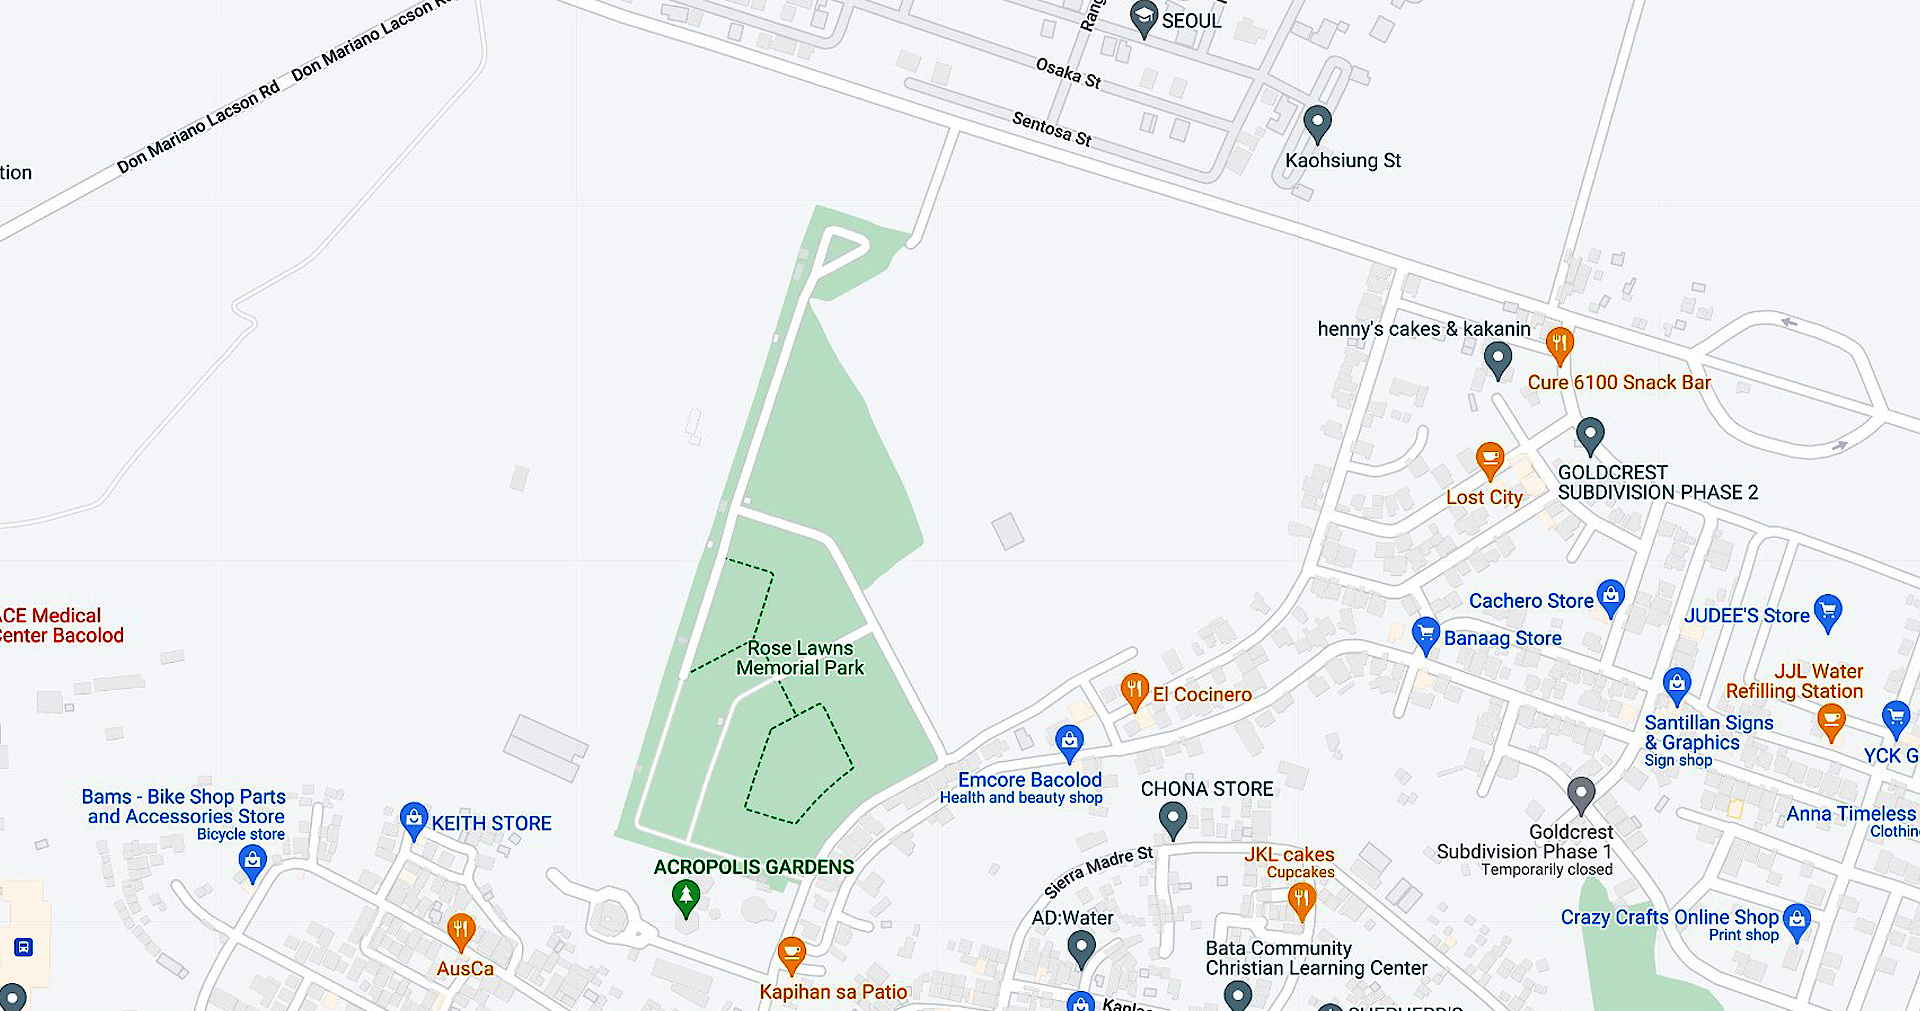 SEOUL
Don Mariano Lacson Rd
Don Mariano Lacson
Osaka St
Sentosa St
Kaohsiung St
tion
henny's cakes & kakanin
Cure 6100 Snack Bar
GOLDCREST
SUBDIVISION PHASE 2
Lost City
Cachero Store
JUDEE'S Store
Banaag Store
CE Medical
enter Bacolod
Rose Lawns
Memorial Park
JJL Water
Refilling Station
El Cocinero
Santillan Signs
& Graphics
Sign shop
YCK G
Emcore Bacolod
Health and beauty shop
CHONA STORE
Bams - Bike Shop Parts
and Accessories Store
Bicycle store
KEITH STORE
Anna Timeless
Clothin
Goldcrest
Subdivision Phase 1
Temporarily closed
ACROPOLIS GARDENS
Sierra Madre St
JKL cakes
Cupcakes
AD:Water
Crazy Crafts Online Shop
Print shop
Bata Community
Christian Learning Center
AusCa
Kapihan sa Patio